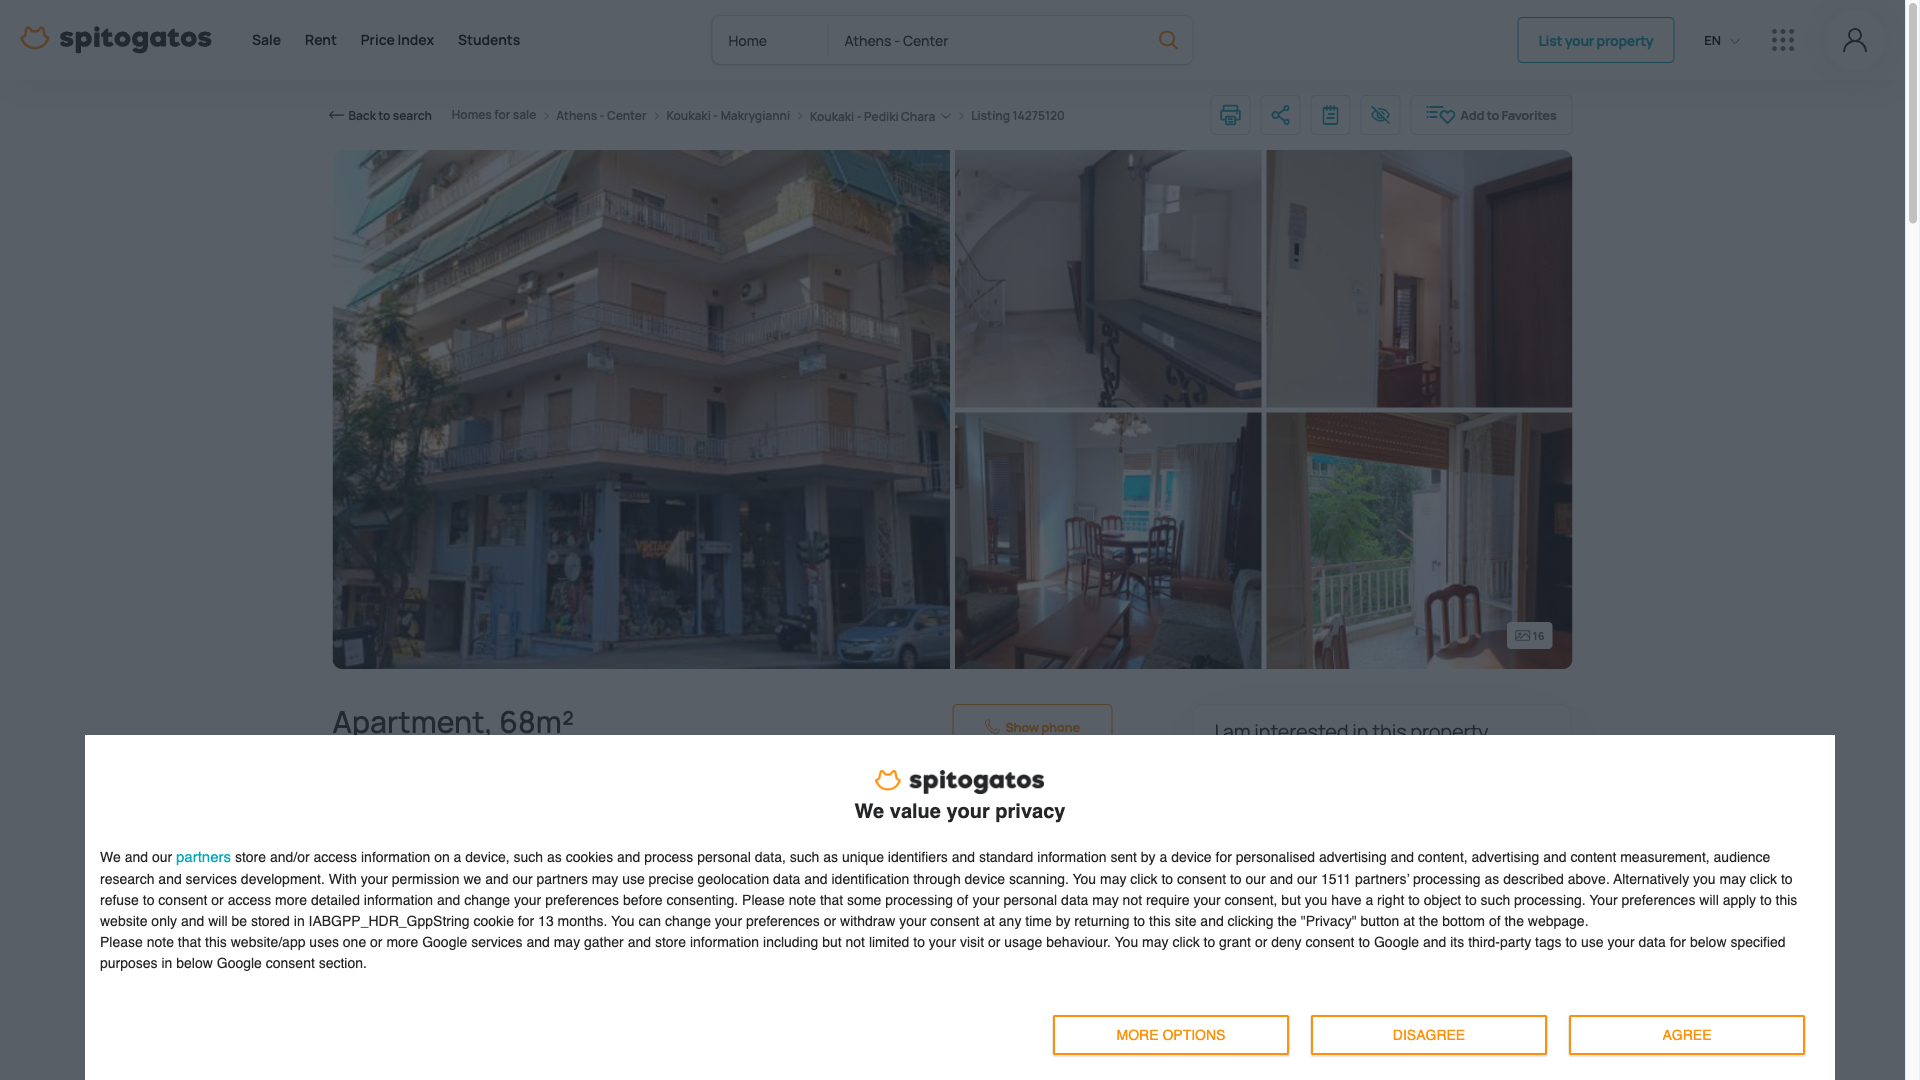 spitogatos
Sale
Rent
Price Index
Students
Home
Athens - Center
List your property
EN
Back to search
Homes for sale
Athens - Center
Koukaki - Makrygianni
Koukaki - Pediki Chara
Listing 14275120
Add to Favorites
VINTAGE
16
Apartment, 68m²
Show phone
I am interested in this property
spitogatos
We value your privacy
We and our partners store and/or access information on a device, such as cookies and process personal data, such as unique identifiers and standard information sent by a device for personalised advertising and content, advertising and content measurement, audience
research and services development. With your permission we and our partners may use precise geolocation data and identification through device scanning. You may click to consent to our and our 1511 partners’ processing as described above. Alternatively you may click to
refuse to consent or access more detailed information and change your preferences before consenting. Please note that some processing of your personal data may not require your consent, but you have a right to object to such processing. Your preferences will apply to this
website only and will be stored in IABGPP_HDR_GppString cookie for 13 months. You can change your preferences or withdraw your consent at any time by returning to this site and clicking the "Privacy" button at the bottom of the webpage.
Please note that this website/app uses one or more Google services and may gather and store information including but not limited to your visit or usage behaviour. You may click to grant or deny consent to Google and its third-party tags to use your data for below specified
purposes in below Google consent section.
MORE OPTIONS
DISAGREE
AGREE